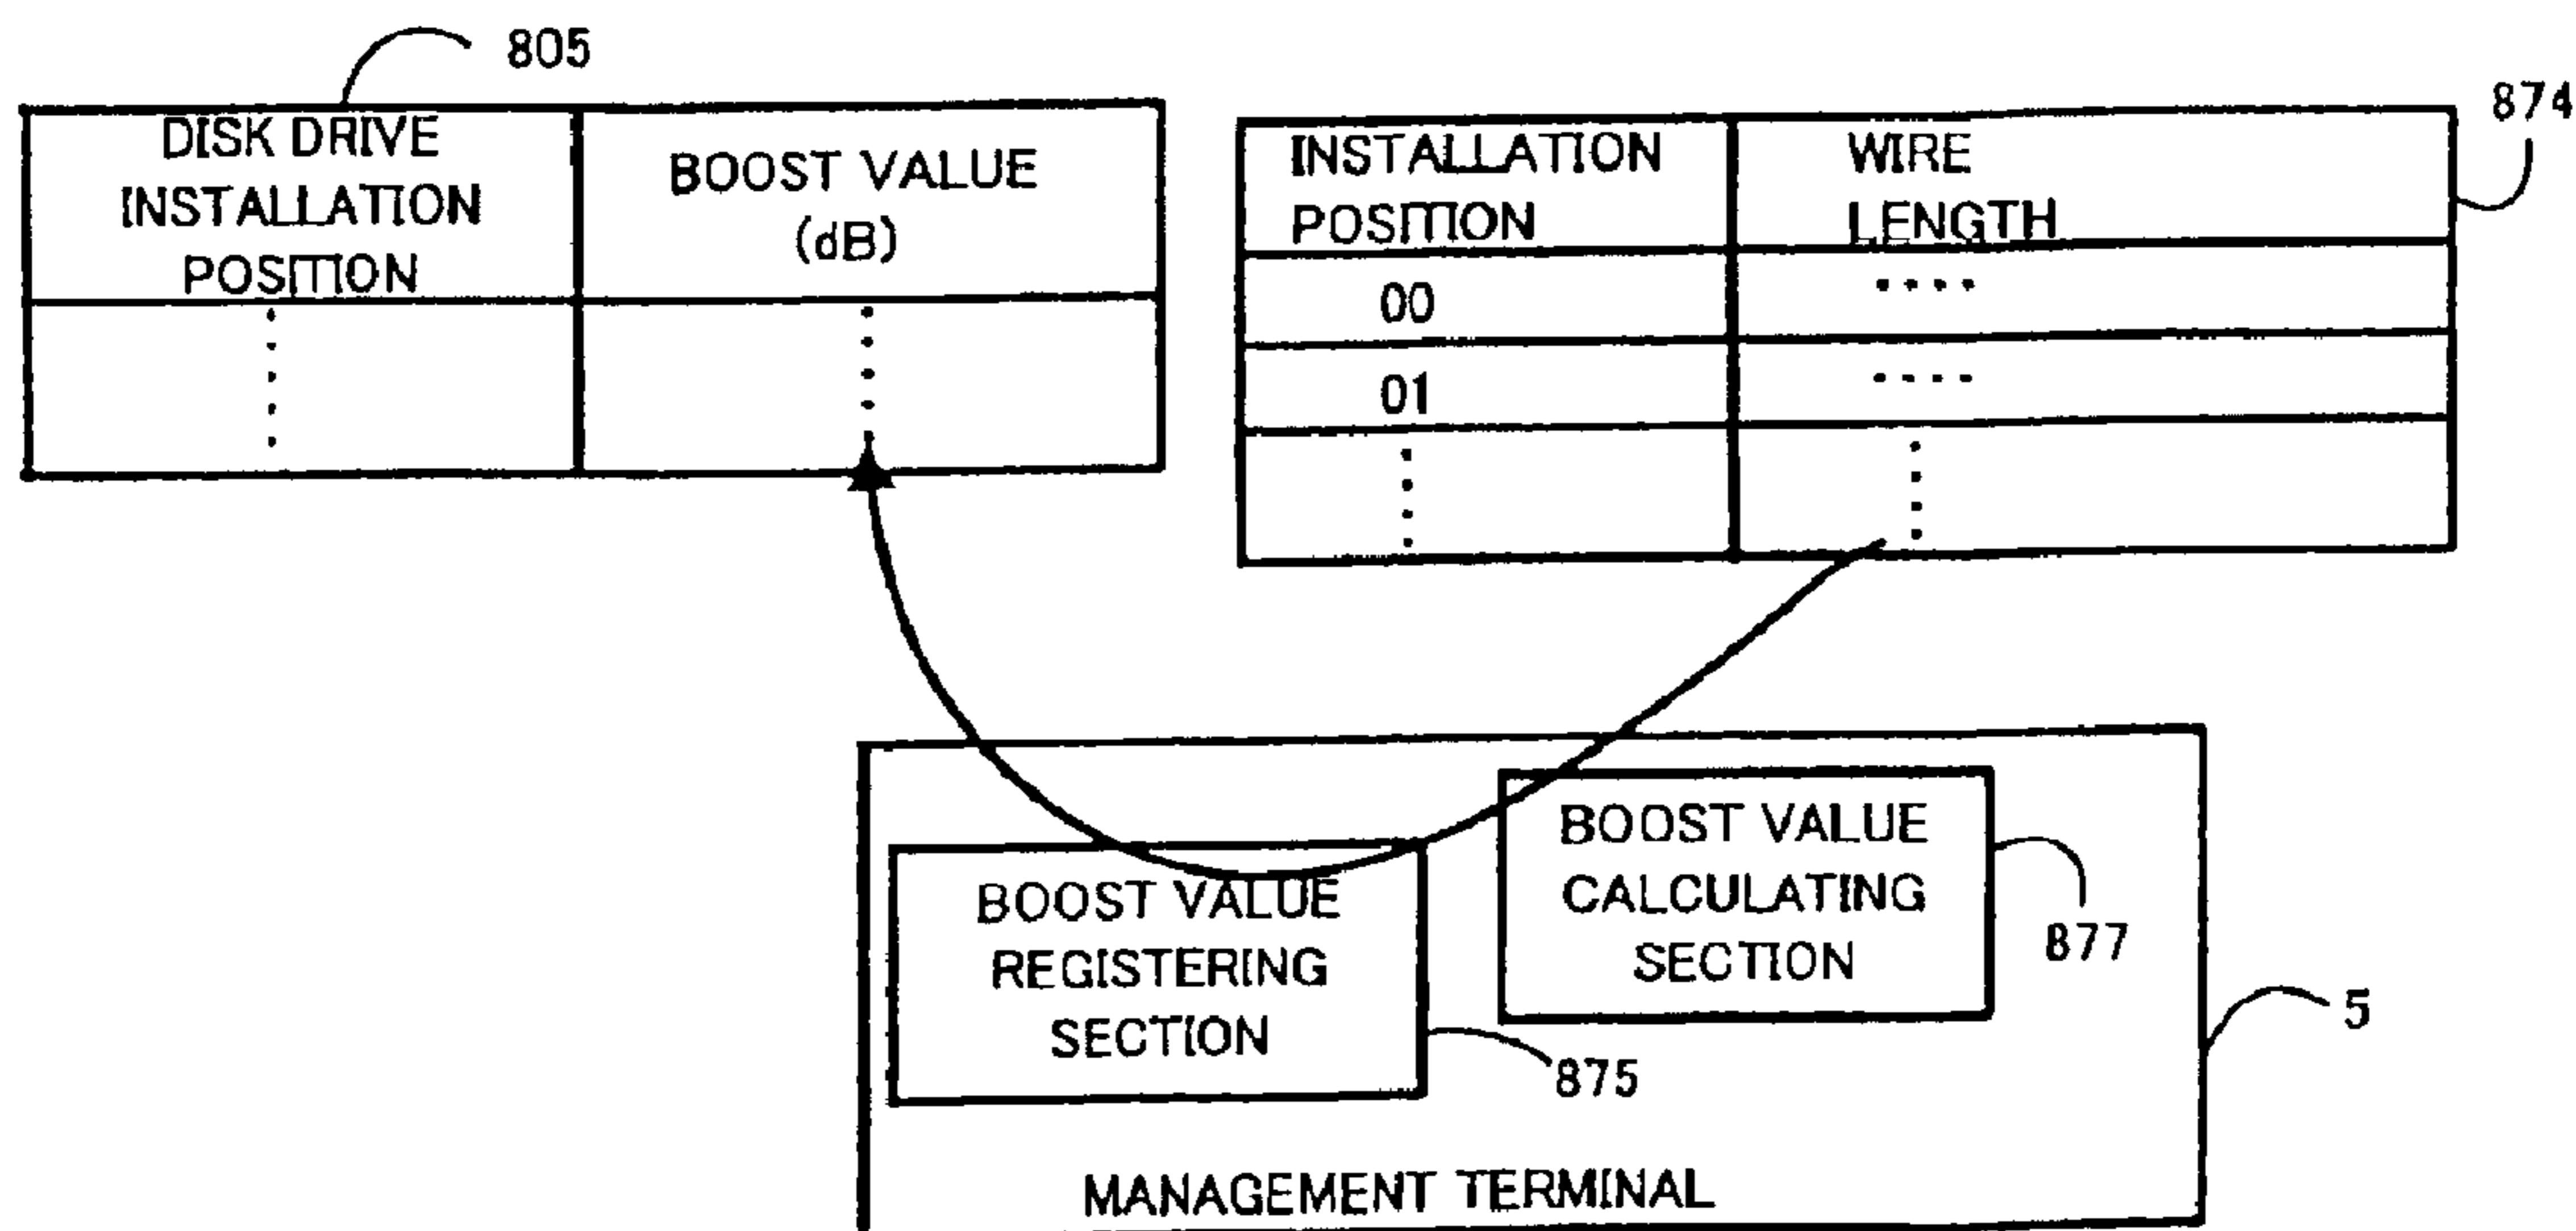 805
DISK DRIVE
INSTALLATION
POSITION
BOOST VALUE
(dB)
874
INSTALLATION
POSITION
WIRE
LENGTH
00
....
01
....
BOOST VALUE
CALCULATING
SECTION
877
BOOST VALUE
REGISTERING
SECTION
875
5
MANAGEMENT TERMINAL